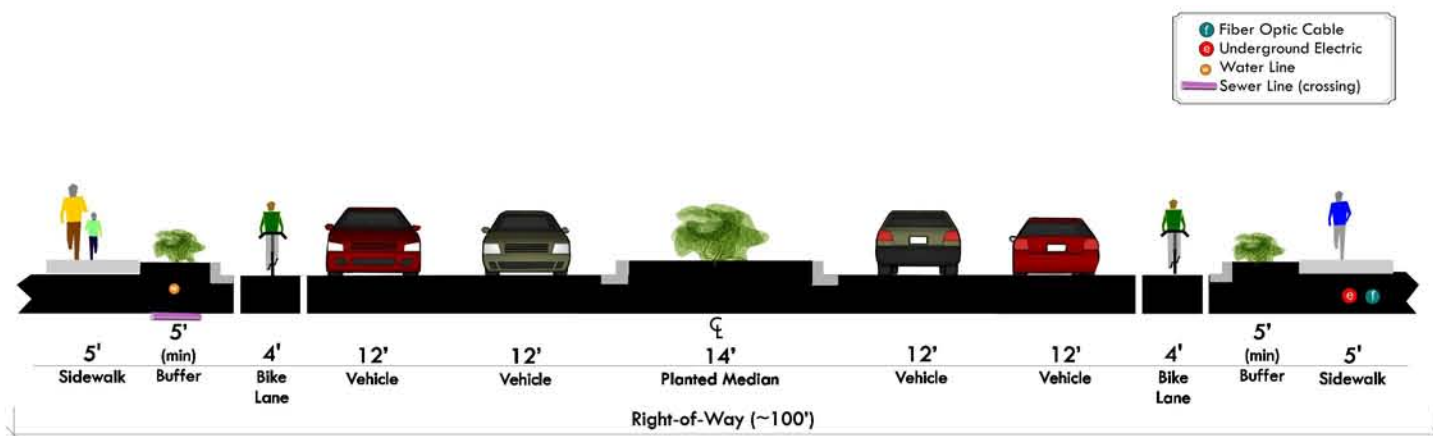 f Fiber Optic Cable
e Underground Electric
Water Line
Sewer Line (crossing)
e f
℄
5' 5' 4' 12' 12' 14' 12' 12' 4' 5' 5'
(min) (min)
Sidewalk Buffer Bike Vehicle Vehicle Planted Median Vehicle Vehicle Bike Buffer Sidewalk
Lane Lane
Right-of-Way (~100')